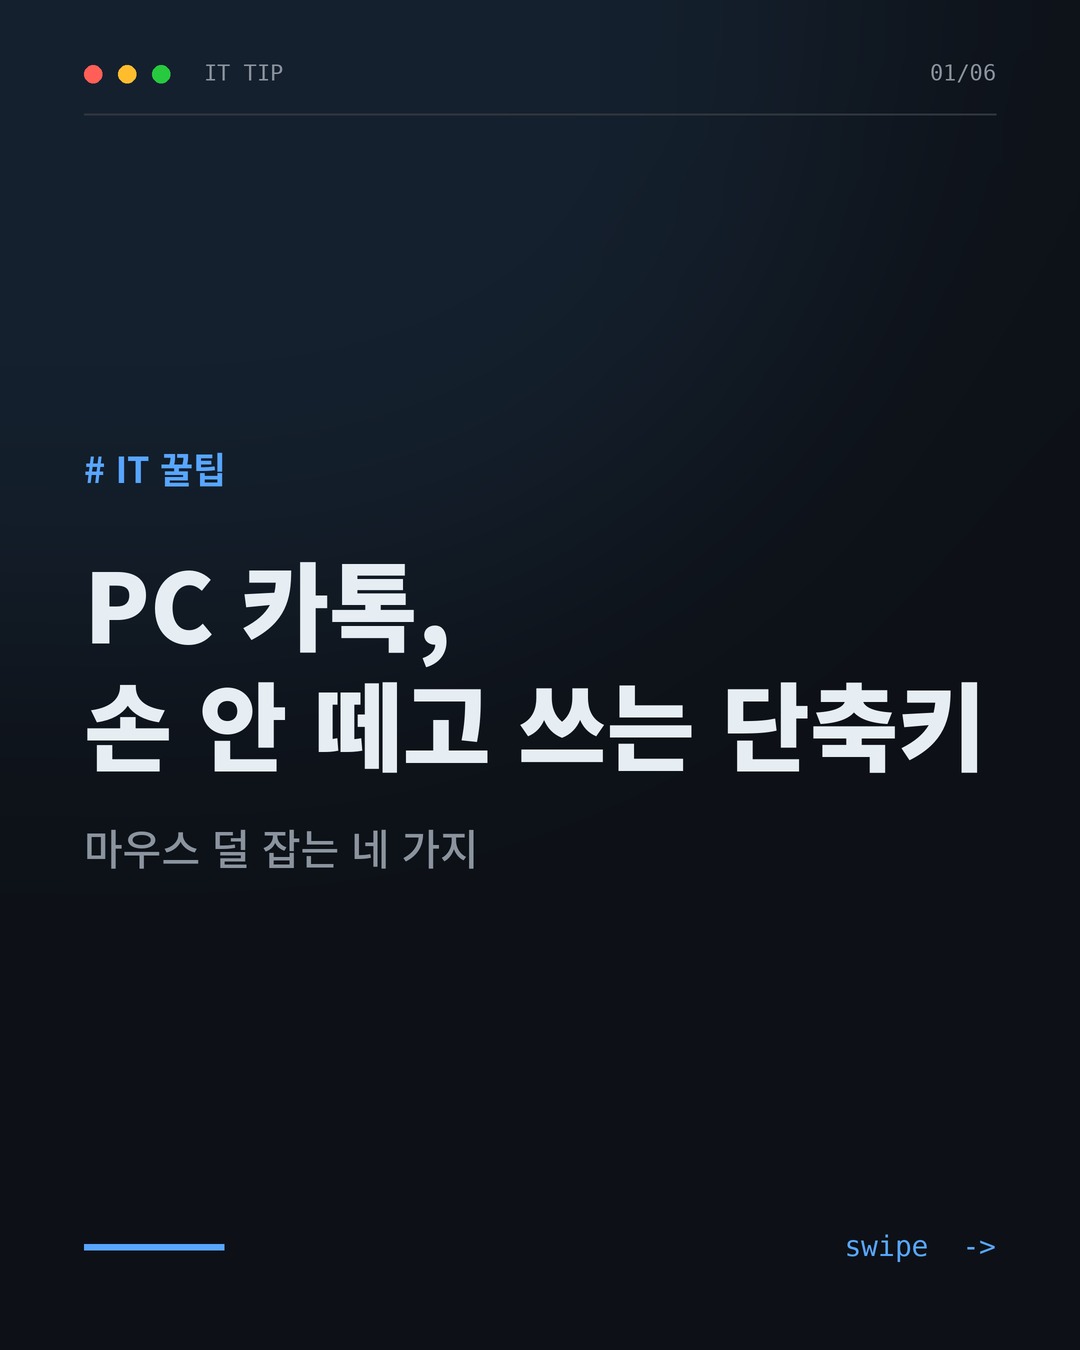 IT TIP
01/06
# IT 꿀팁
PC 카톡,
손 안 떼고 쓰는 단축키
마우스 덜 잡는 네 가지
swipe ->